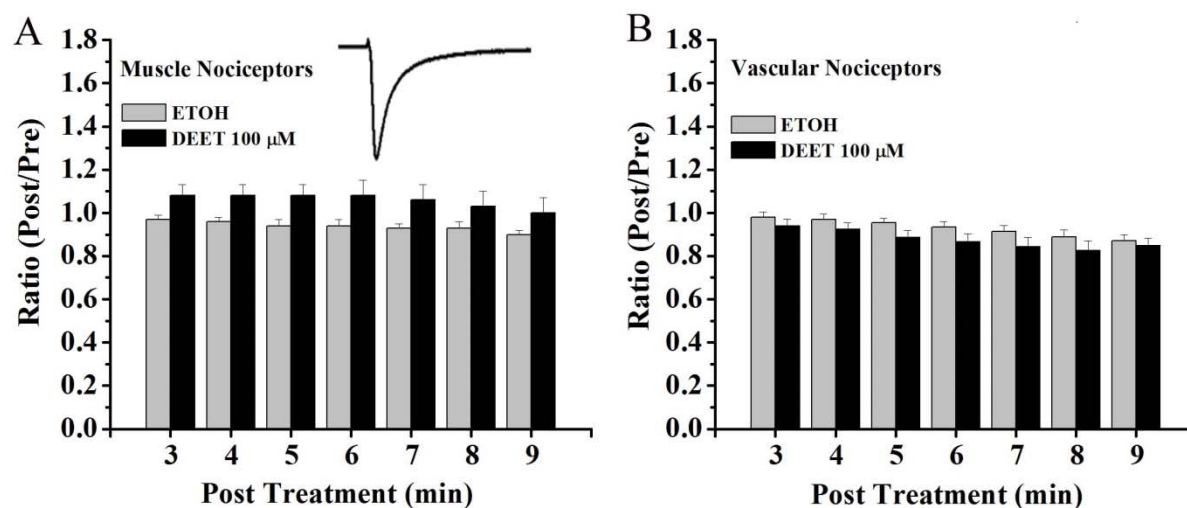 A
Ratio (Post/Pre)
1.8
1.6
1.4
1.2
1.0
0.8
0.6
0.4
0.2
0.0
Muscle Nociceptors
ETOH
DEET 100 μM
3 4 5 6 7 8 9
Post Treatment (min)
B
Ratio (Post/Pre)
1.8
1.6
1.4
1.2
1.0
0.8
0.6
0.4
0.2
0.0
Vascular Nociceptors
ETOH
DEET 100 μM
3 4 5 6 7 8 9
Post Treatment (min)